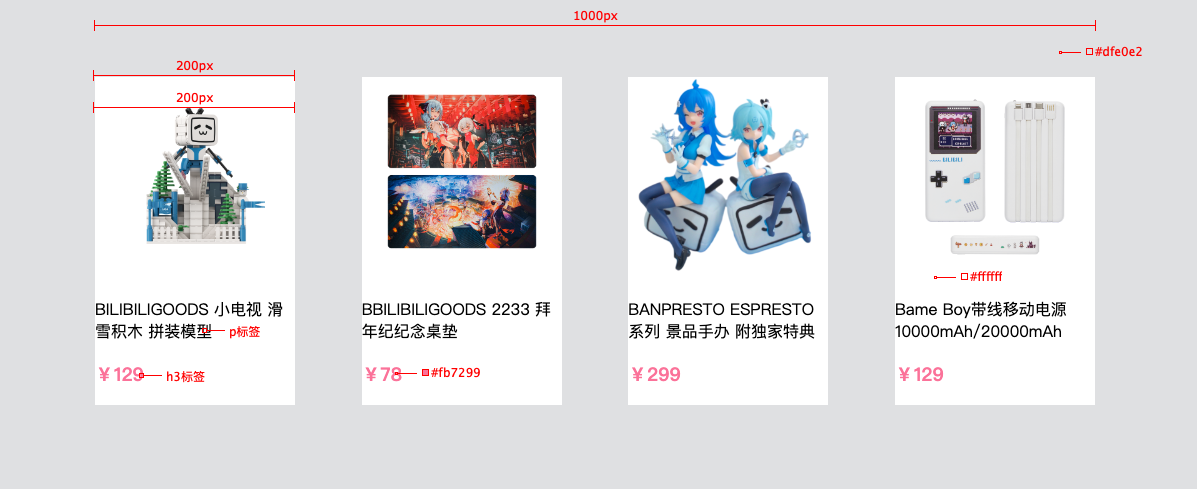 1000px
#dfe0e2
200px
200px
#ffffff
BILIBILIGOODS 小电视 滑
雪积木 拼装模型
p标签
￥129
h3标签
BBILIBILIGOODS 2233 拜
年纪纪念桌垫
￥78
#fb7299
BANPRESTO ESPRESTO
系列 景品手办 附独家特典
￥299
Bame Boy带线移动电源
10000mAh/20000mAh
￥129